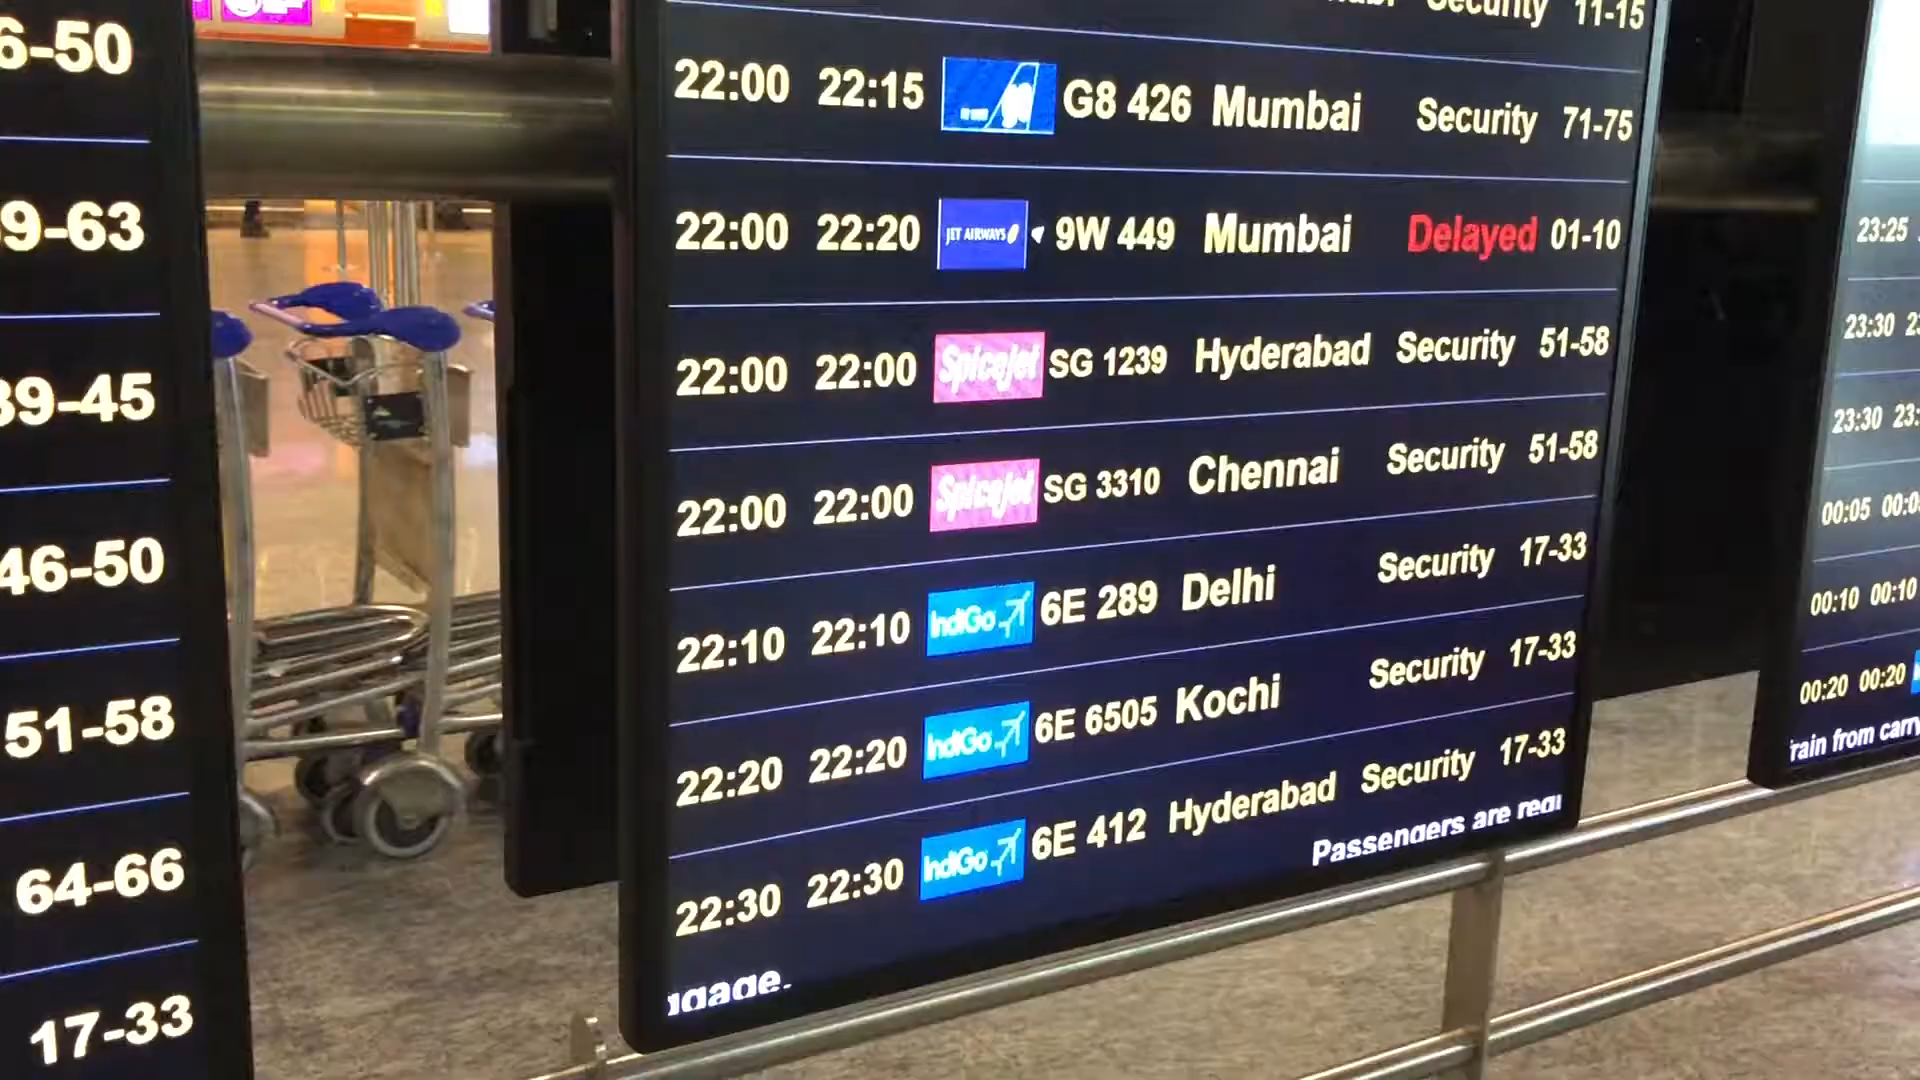 6-50
9-63
39-45
46-50
51-58
64-66
17-33
Security 11-15
22:00 22:15 G8 426 Mumbai Security 71-75
22:00 22:20 JET AIRWAYS 9W 449 Mumbai Delayed 01-10
22:00 22:00 Spicejet SG 1239 Hyderabad Security 51-58
22:00 22:00 Spicejet SG 3310 Chennai Security 51-58
22:10 22:10 IndiGo 6E 289 Delhi Security 17-33
22:20 22:20 IndiGo 6E 6505 Kochi Security 17-33
22:30 22:30 IndiGo 6E 412 Hyderabad Security 17-33
ggage. Passengers are requ
23:25
23:30 2
23:30 23:
00:05 00:0
00:10 00:10
00:20 00:20
rain from carry